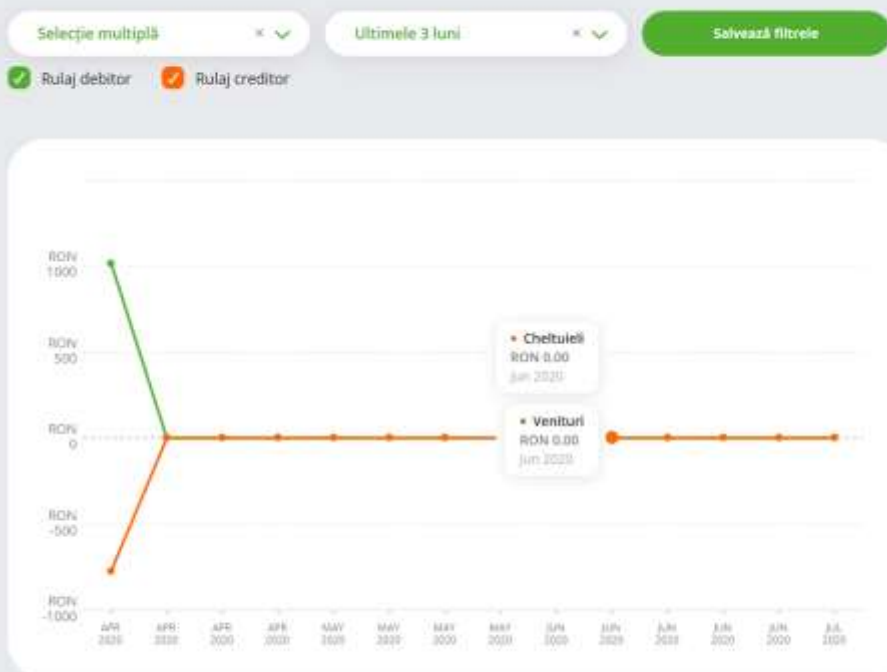 Selecție multiplă
Ultimele 3 luni
Salvează filtrele
Rulaj debitor
Rulaj creditor
RON
1000
RON
500
RON
0
RON
-500
RON
-1000
Cheltuieli
RON 0.00
Jun 2020
Venituri
RON 0.00
Jun 2020
APR
2020
APR
2020
APR
2020
APR
2020
MAY
2020
MAY
2020
MAY
2020
MAY
2020
JUN
2020
JUN
2020
JUN
2020
JUN
2020
JUN
2020
JUL
2020